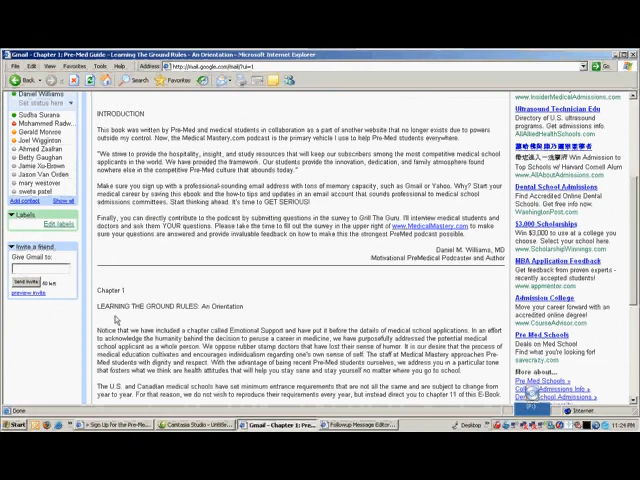 Gmail - Chapter 1: Pre-Med Guide - Learning The Ground Rules - An Orientation - Microsoft Internet Explorer
File Edit View Favorites Tools Help Address http://mail.google.com/mail/?ui=1 Go
Back Search Favorites
Daniel Williams
Set status here
Sudha Surana
Mohammed Radw
Gerald Monroe
Joel Wigginton
Ahmed Zaafran
Betty Gaughan
Jamie Xu-Brown
Jason Van Orden
mary westover
sweta patel
Add contact Show all
Labels
Edit labels
Invite a friend
Give Gmail to:
Send Invite
preview invite
INTRODUCTION
This book was written by Pre-Med and medical students in collaboration as a part of another website that no longer exists due to powers
outside my control. Now, the Medical Mastery.com podcast is the primary vehicle I use to help Pre-Med students everywhere.
"We strive to provide the hospitality, insight, and study resources that will keep our subscribers among the most competitive medical school
applicants in the world. We have provided the framework. Our students provide the innovation, dedication, and family atmosphere found
nowhere else in the competitive Pre-Med culture that abounds today."
Make sure you sign up with a professional-sounding email address with tons of memory capacity, such as Gmail or Yahoo. Why? Start your
medical career by saving this ebook and the how-to tips and updates in an email account that sounds professional to medical school
admissions committees. Start thinking ahead. It's time to GET SERIOUS!
Finally, you can directly contribute to the podcast by submitting questions in the survey to Grill The Guru. I'll interview medical students and
doctors and ask them YOUR questions. Please take the time to fill out the survey in the upper right of www.MedicalMastery.com to make
sure your questions are answered and provide invaluable feedback on how to make this the strongest PreMed podcast possible.
Daniel M. Williams, MD
Motivational PreMedical Podcaster and Author
Chapter 1
LEARNING THE GROUND RULES: An Orientation
Notice that we have included a chapter called Emotional Support and have put it before the details of medical school applications. In an effort
to acknowledge the humanity behind the decision to pursue a career in medicine, we have purposefully addressed the potential medical
school applicant as a whole person. We oppose rubber stamp doctors that have lost their sense of humor. It is our desire that the process of
medical education cultivates and encourages individuation regarding one's own sense of self. The staff at Medical Mastery approaches Pre-
Med students with dignity and respect. With the advantage of being recent Pre-Med students ourselves, we address you in a particular tone
that fosters what we think are health attitudes that will help you stay sane and stay yourself no matter where you go to school.
The U.S. and Canadian medical schools have set minimum entrance requirements that are not all the same and are subject to change from
year to year. For that reason, we do not wish to reproduce their requirements every year, but instead direct you to chapter 11 of this E-Book
www.InsiderMedicalAdmissions.com
Ultrasound Technician Edu
Directory of U.S. ultrasound
programs. Get admissions info.
AlliedHealthSchools.com
Win Admission to
Top Schools w/ Harvard Cornell Alum
www.AllAboutAdmissions.com
Dental School Admissions
Find Accredited Online Dental
Schools.
WashingtonPost.com
$3,000 Scholarships
Win $3,000 to use at a college you
choose. Select your school here.
www.ScholarshipWinnings.com
MBA Application Feedback
Get feedback from experts -
recently accepted students!
www.appmentor.com
Admission College
Move your career forward with
an accredited degree online.
www.CourseAdvisor.com
Pre Med Schools
Deals on Med School
Find what you're looking for!
savecrazy.com
More about...
Pre Med Schools »
College Admissions Info »
Dental School Admissions »
Done
Internet
Start
» Sign Up for the Pre-Me...
Camtasia Studio - Untitle...
Gmail - Chapter 1: Pre...
Followup Message Editor...
Desktop
11:24 PM